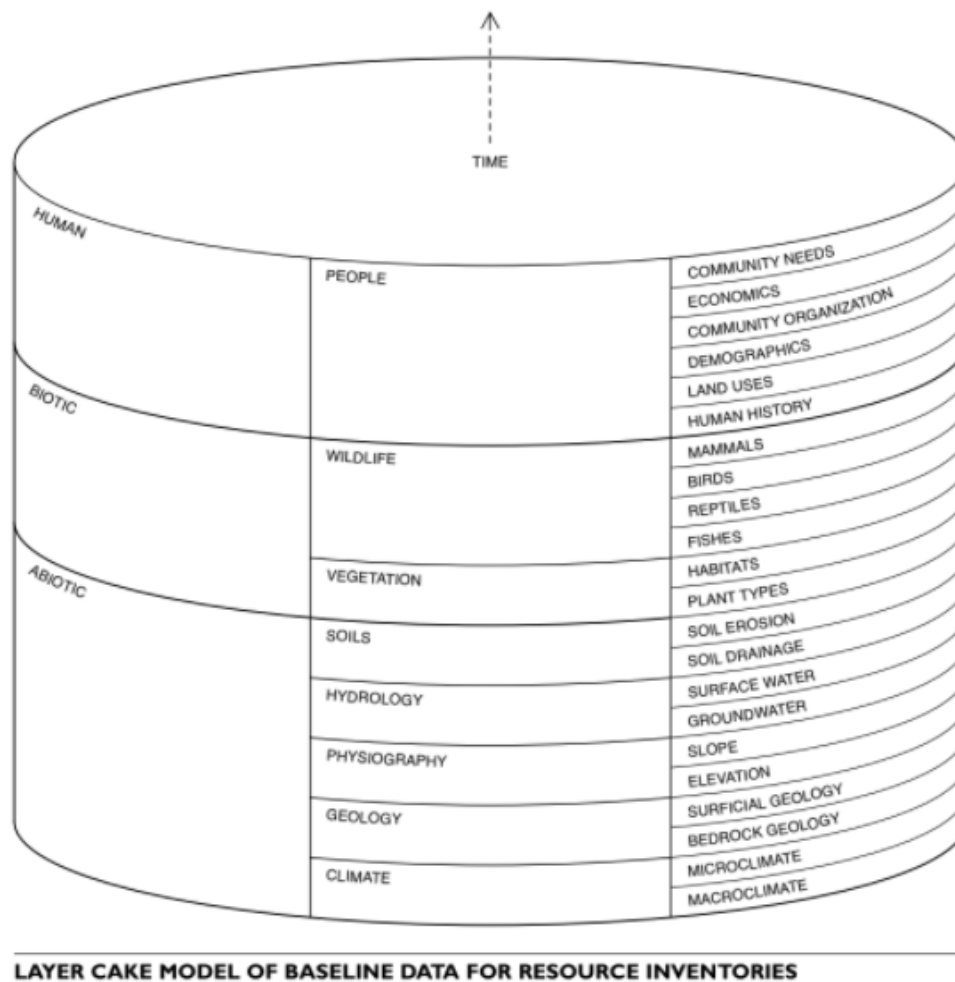 TIME
HUMAN
PEOPLE
COMMUNITY NEEDS
ECONOMICS
COMMUNITY ORGANIZATION
DEMOGRAPHICS
LAND USES
HUMAN HISTORY
BIOTIC
WILDLIFE
MAMMALS
BIRDS
REPTILES
FISHES
VEGETATION
HABITATS
PLANT TYPES
ABIOTIC
SOILS
SOIL EROSION
SOIL DRAINAGE
HYDROLOGY
SURFACE WATER
GROUNDWATER
PHYSIOGRAPHY
SLOPE
ELEVATION
GEOLOGY
SURFICIAL GEOLOGY
BEDROCK GEOLOGY
CLIMATE
MICROCLIMATE
MACROCLIMATE
LAYER CAKE MODEL OF BASELINE DATA FOR RESOURCE INVENTORIES